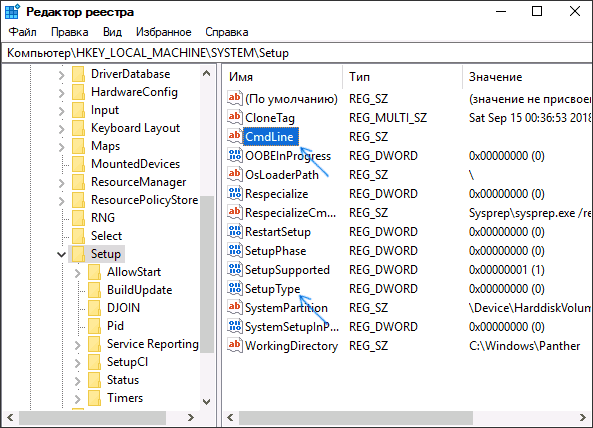 Редактор реестра
Файл Правка Вид Избранное Справка
Компьютер\HKEY_LOCAL_MACHINE\SYSTEM\Setup
DriverDatabase
HardwareConfig
Input
Keyboard Layout
Maps
MountedDevices
ResourceManager
ResourcePolicyStore
RNG
Select
Setup
AllowStart
BuildUpdate
DJOIN
Pid
Service Reporting
SetupCl
Status
Timers
Имя Тип Значение
(По умолчанию) REG_SZ (значение не присвоен
CloneTag REG_MULTI_SZ Sat Sep 15 00:36:53 2018
CmdLine REG_SZ
OOBEInProgress REG_DWORD 0x00000000 (0)
OsLoaderPath REG_SZ \
Respecialize REG_DWORD 0x00000000 (0)
RespecializeCm... REG_SZ Sysprep\sysprep.exe /re
RestartSetup REG_DWORD 0x00000000 (0)
SetupPhase REG_DWORD 0x00000000 (0)
SetupSupported REG_DWORD 0x00000001 (1)
SetupType REG_DWORD 0x00000000 (0)
SystemPartition REG_SZ \Device\HarddiskVolum
SystemSetupInP... REG_DWORD 0x00000000 (0)
WorkingDirectory REG_SZ C:\Windows\Panther